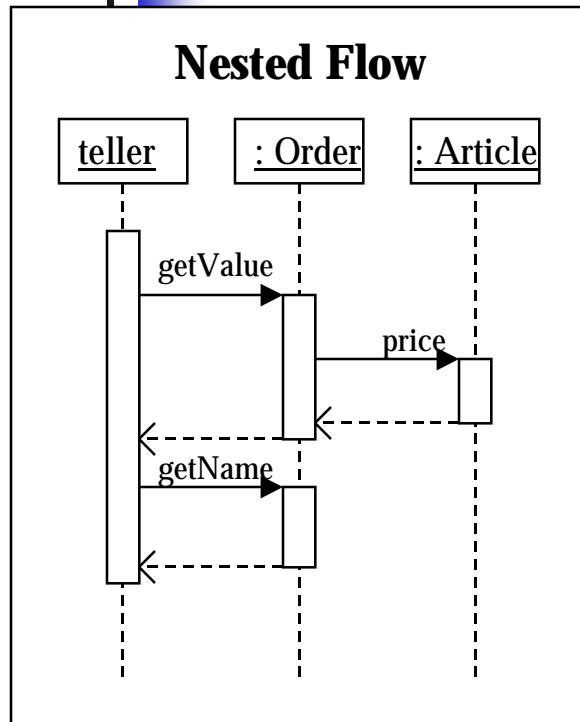 Nested Flow
teller
: Order
: Article
getValue
price
getName